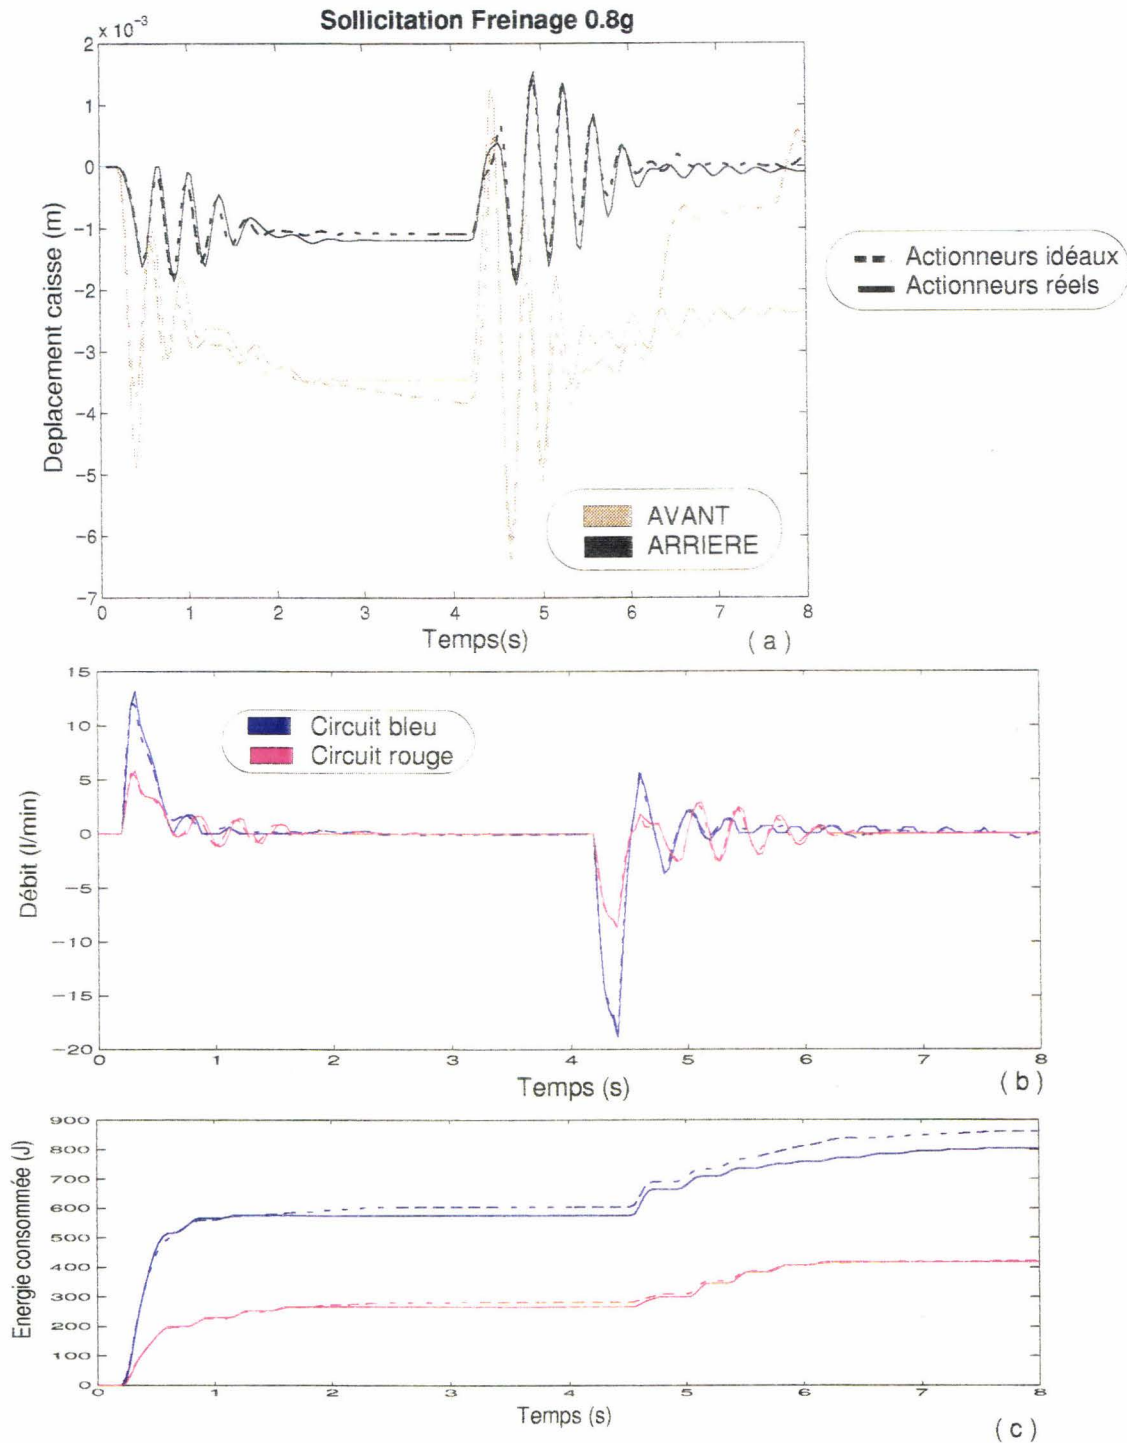 Sollicitation Freinage 0.8g
x 10⁻³
2
1
0
−1
−2
−3
−4
−5
−6
−7
Deplacement caisse (m)
0 1 2 3 4 5 6 7 8
Temps(s)
( a )
Actionneurs idéaux
Actionneurs réels
AVANT
ARRIERE
15
10
5
0
−5
−10
−15
−20
Débit (l/min)
Circuit bleu
Circuit rouge
0 1 2 3 4 5 6 7 8
Temps (s)
( b )
900
800
700
600
500
400
300
200
100
0
Energie consommée (J)
0 1 2 3 4 5 6 7 8
Temps (s)
( c )